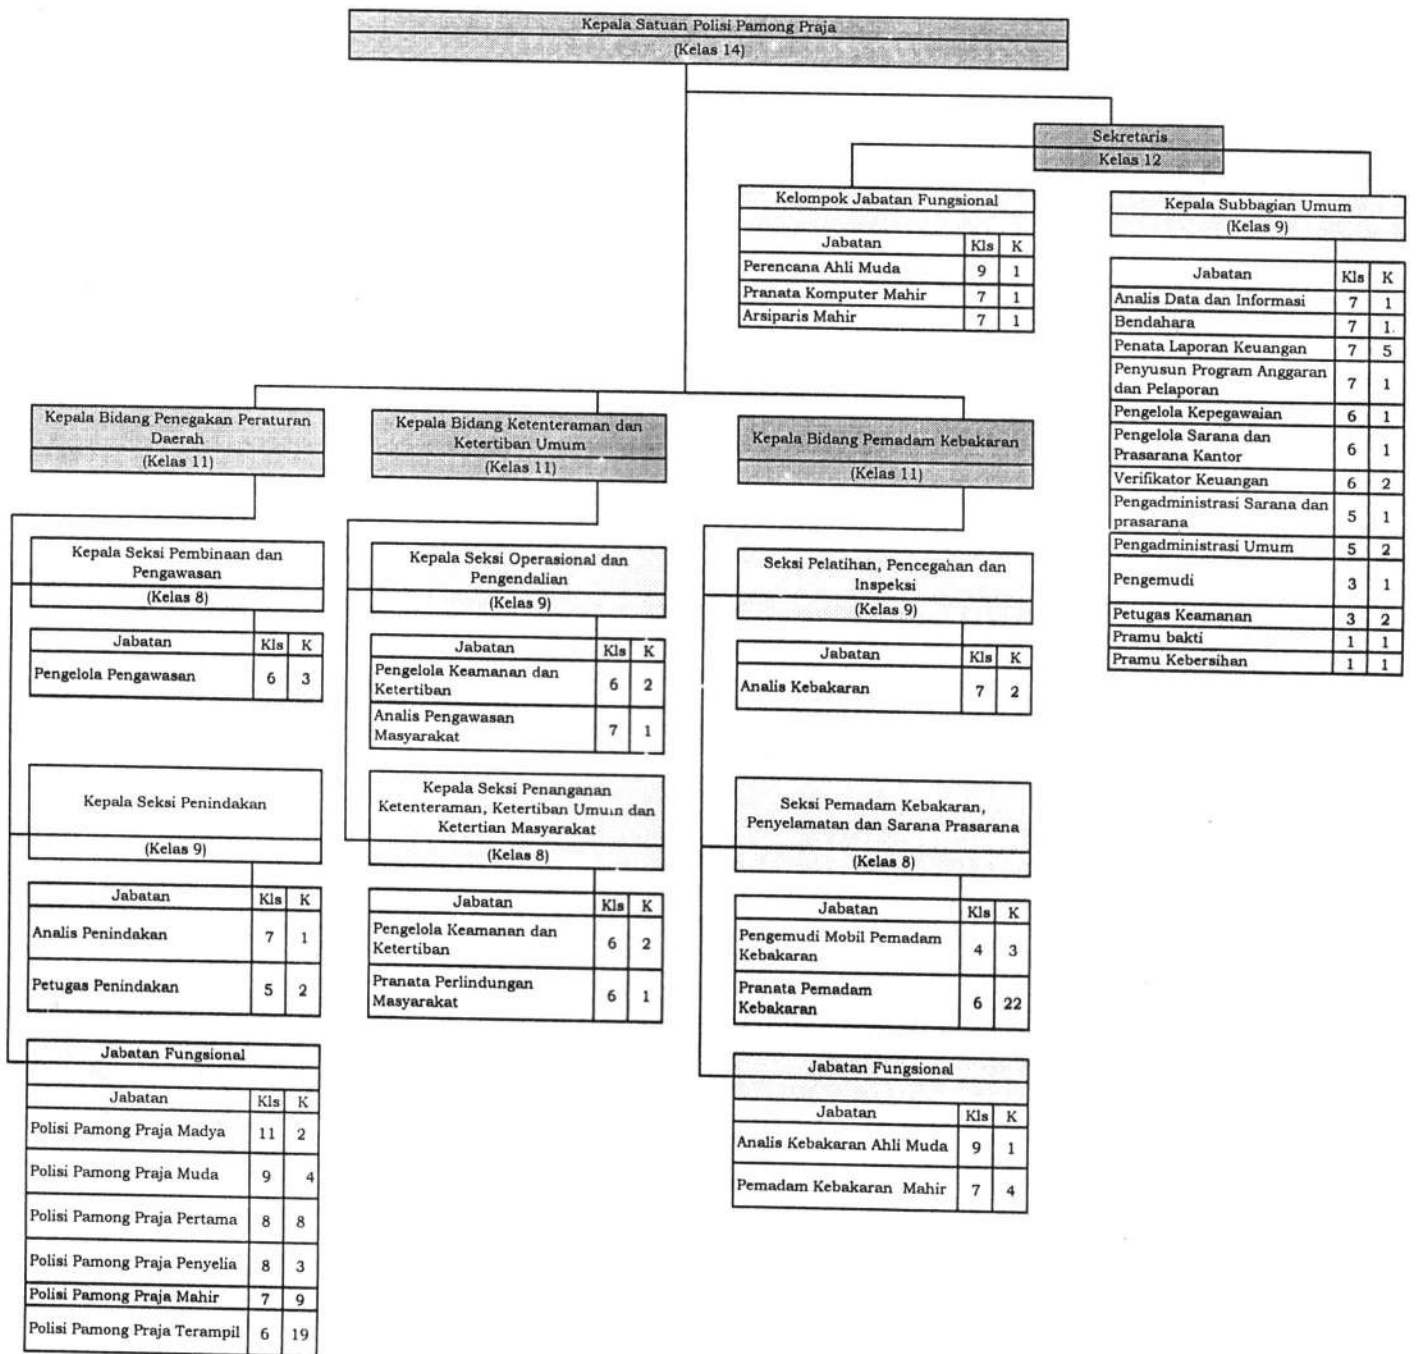 Kepala Satuan Polisi Pamong Praja
(Kelas 14)
Sekretaris
Kelas 12
Kelompok Jabatan Fungsional
Jabatan Kls K
Perencana Ahli Muda 9 1
Pranata Komputer Mahir 7 1
Arsiparis Mahir 7 1
Kepala Subbagian Umum
(Kelas 9)
Jabatan Kls K
Analis Data dan Informasi 7 1
Bendahara 7 1
Penata Laporan Keuangan 7 5
Penyusun Program Anggaran
dan Pelaporan 7 1
Pengelola Kepegawaian 6 1
Pengelola Sarana dan
Prasarana Kantor 6 1
Verifikator Keuangan 6 2
Pengadministrasi Sarana dan
prasarana 5 1
Pengadministrasi Umum 5 2
Pengemudi 3 1
Petugas Keamanan 3 2
Pramu bakti 1 1
Pramu Kebersihan 1 1
Kepala Bidang Penegakan Peraturan
Daerah
(Kelas 11)
Kepala Seksi Pembinaan dan
Pengawasan
(Kelas 8)
Jabatan Kls K
Pengelola Pengawasan 6 3
Kepala Seksi Penindakan
(Kelas 9)
Jabatan Kls K
Analis Penindakan 7 1
Petugas Penindakan 5 2
Jabatan Fungsional
Jabatan Kls K
Polisi Pamong Praja Madya 11 2
Polisi Pamong Praja Muda 9 4
Polisi Pamong Praja Pertama 8 8
Polisi Pamong Praja Penyelia 8 3
Polisi Pamong Praja Mahir 7 9
Polisi Pamong Praja Terampil 6 19
Kepala Bidang Ketenteraman dan
Ketertiban Umum
(Kelas 11)
Kepala Seksi Operasional dan
Pengendalian
(Kelas 9)
Jabatan Kls K
Pengelola Keamanan dan
Ketertiban 6 2
Analis Pengawasan
Masyarakat 7 1
Kepala Seksi Penanganan
Ketenteraman, Ketertiban Umum dan
Ketertian Masyarakat
(Kelas 8)
Jabatan Kls K
Pengelola Keamanan dan
Ketertiban 6 2
Pranata Perlindungan
Masyarakat 6 1
Kepala Bidang Pemadam Kebakaran
(Kelas 11)
Seksi Pelatihan, Pencegahan dan
Inspeksi
(Kelas 9)
Jabatan Kls K
Analis Kebakaran 7 2
Seksi Pemadam Kebakaran,
Penyelamatan dan Sarana Prasarana
(Kelas 8)
Jabatan Kls K
Pengemudi Mobil Pemadam
Kebakaran 4 3
Pranata Pemadam
Kebakaran 6 22
Jabatan Fungsional
Jabatan Kls K
Analis Kebakaran Ahli Muda 9 1
Pemadam Kebakaran Mahir 7 4